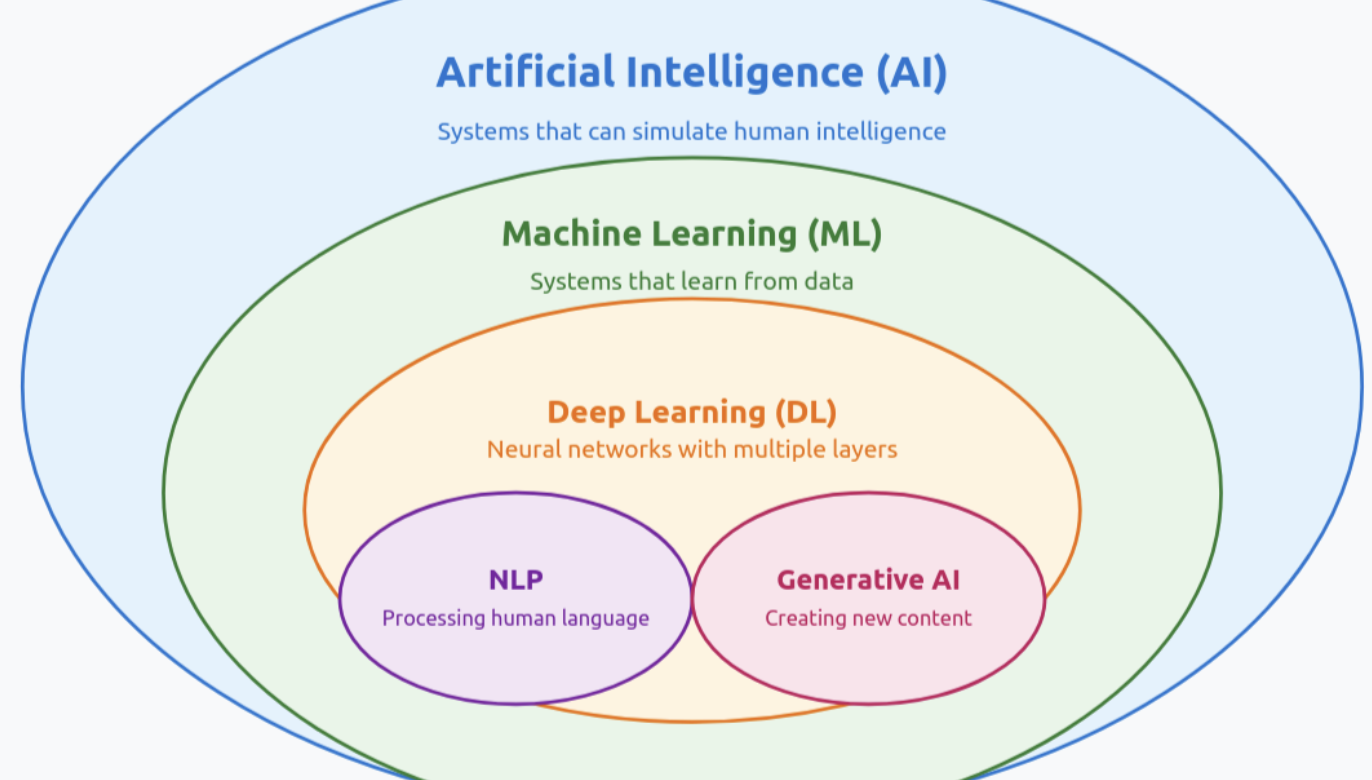 Artificial Intelligence (AI)
Systems that can simulate human intelligence
Machine Learning (ML)
Systems that learn from data
Deep Learning (DL)
Neural networks with multiple layers
NLP
Processing human language
Generative AI
Creating new content